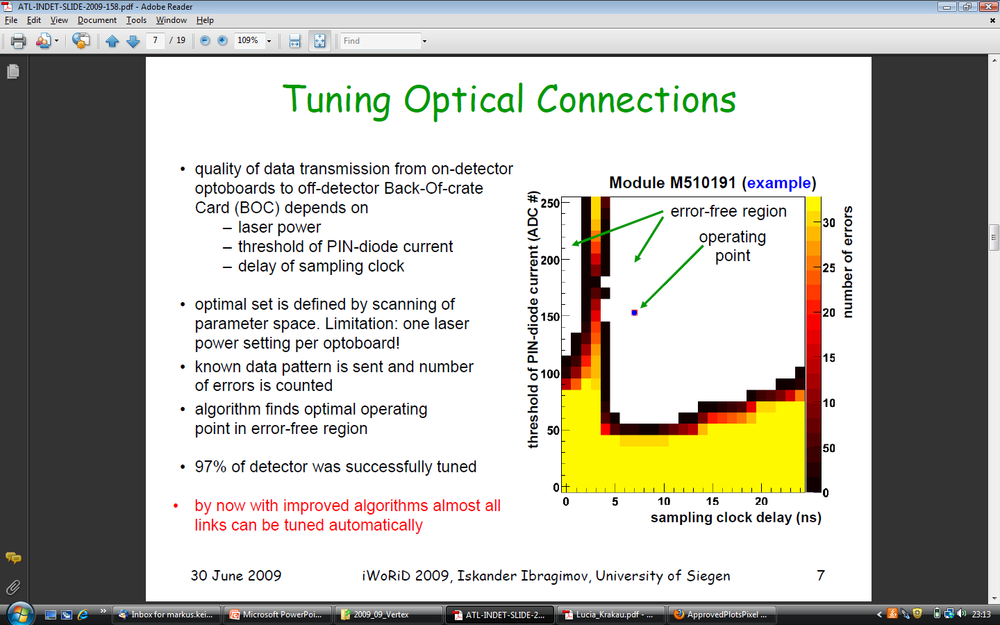 ATL-INDET-SLIDE-2009-158.pdf - Adobe Reader
File Edit View Document Tools Window Help
7 / 19 109% Find
Tuning Optical Connections
• quality of data transmission from on-detector
optoboards to off-detector Back-Of-crate
Card (BOC) depends on
– laser power
– threshold of PIN-diode current
– delay of sampling clock
• optimal set is defined by scanning of
parameter space. Limitation: one laser
power setting per optoboard!
• known data pattern is sent and number
of errors is counted
• algorithm finds optimal operating
point in error-free region
• 97% of detector was successfully tuned
• by now with improved algorithms almost all
links can be tuned automatically
Module M510191 (example)
threshold of PIN-diode current (ADC #)
250
200
150
100
50
0
error-free region
operating
point
0 5 10 15 20
sampling clock delay (ns)
30
25
20
15
10
50
0
number of errors
30 June 2009 iWoRiD 2009, Iskander Ibragimov, University of Siegen 7
» Inbox for markus.kei... Microsoft PowerPoi... 2009_09_Vertex ATL-INDET-SLIDE-2... Lucia_Krakau.pdf - ... ApprovedPlotsPixel ... < 23:13